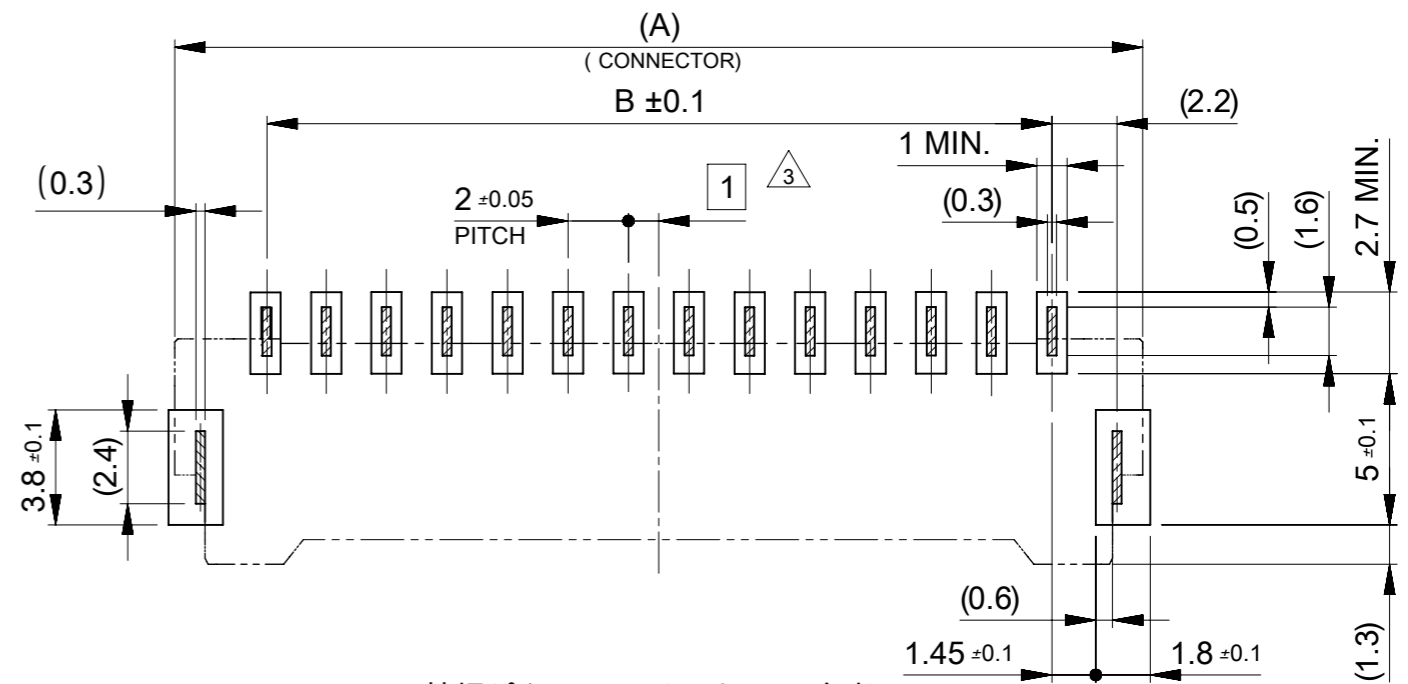 (A)
( CONNECTOR)
B ±0.1
(2.2)
1 MIN.
(0.3)
2 ±0.05
PITCH
1
3
(0.3)
(0.5)
(1.6)
2.7 MIN.
3.8 ±0.1
(2.4)
5 ±0.1
(0.6)
1.45 ±0.1
1.8 ±0.1
(1.3)